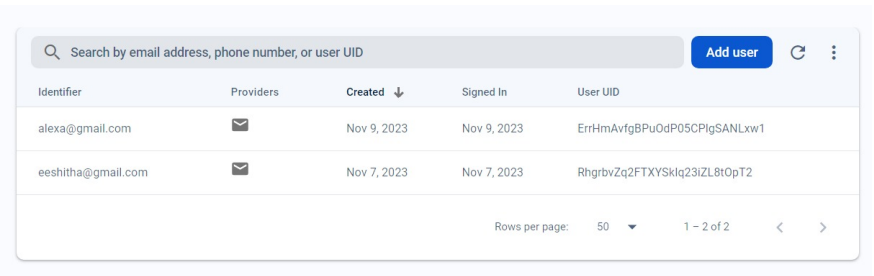 Search by email address, phone number, or user UID Add user
Identifier Providers Created Signed In User UID
alexa@gmail.com Nov 9, 2023 Nov 9, 2023 ErrHmAvfgBPuOdP05CPlgSANLxw1
eeshitha@gmail.com Nov 7, 2023 Nov 7, 2023 RhgrbvZq2FTXYSklq23iZL8tOpT2
Rows per page: 50 1 – 2 of 2